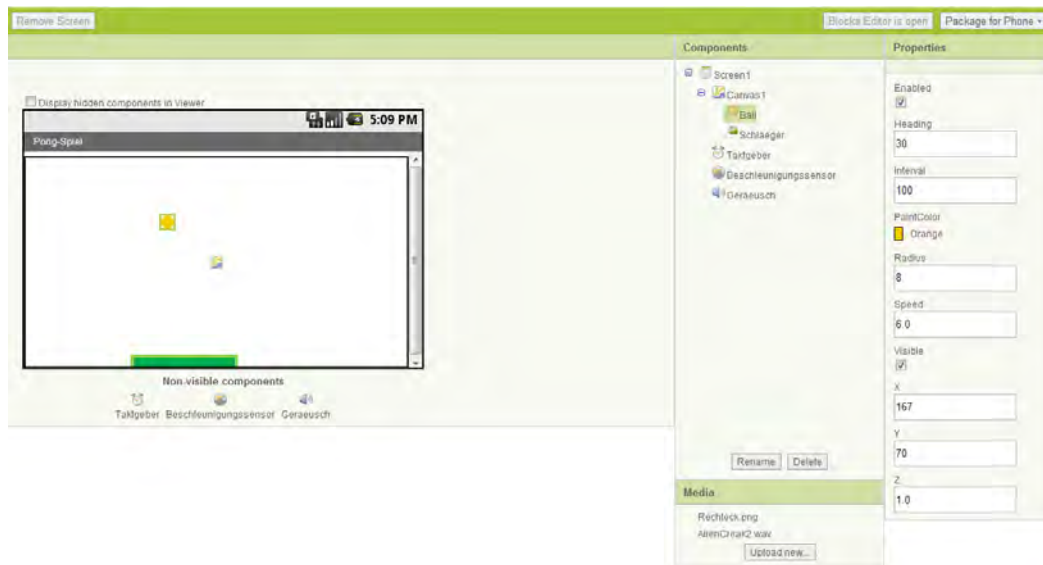 Remove Screen
Blocks Editor is open
Package for Phone
Components
Properties
Display hidden components in Viewer
5:09 PM
Pong-Spiel
Non-visible components
Taktgeber Beschleunigungssensor Geraeusch
Screen1
Canvas1
Ball
Schlaeger
Taktgeber
Beschleunigungssensor
Geraeusch
Rename
Delete
Media
Rechteck.png
AlienCreak2.wav
Upload new...
Enabled
Heading
30
Interval
100
PaintColor
Orange
Radius
8
Speed
6.0
Visible
X
167
Y
70
Z
1.0